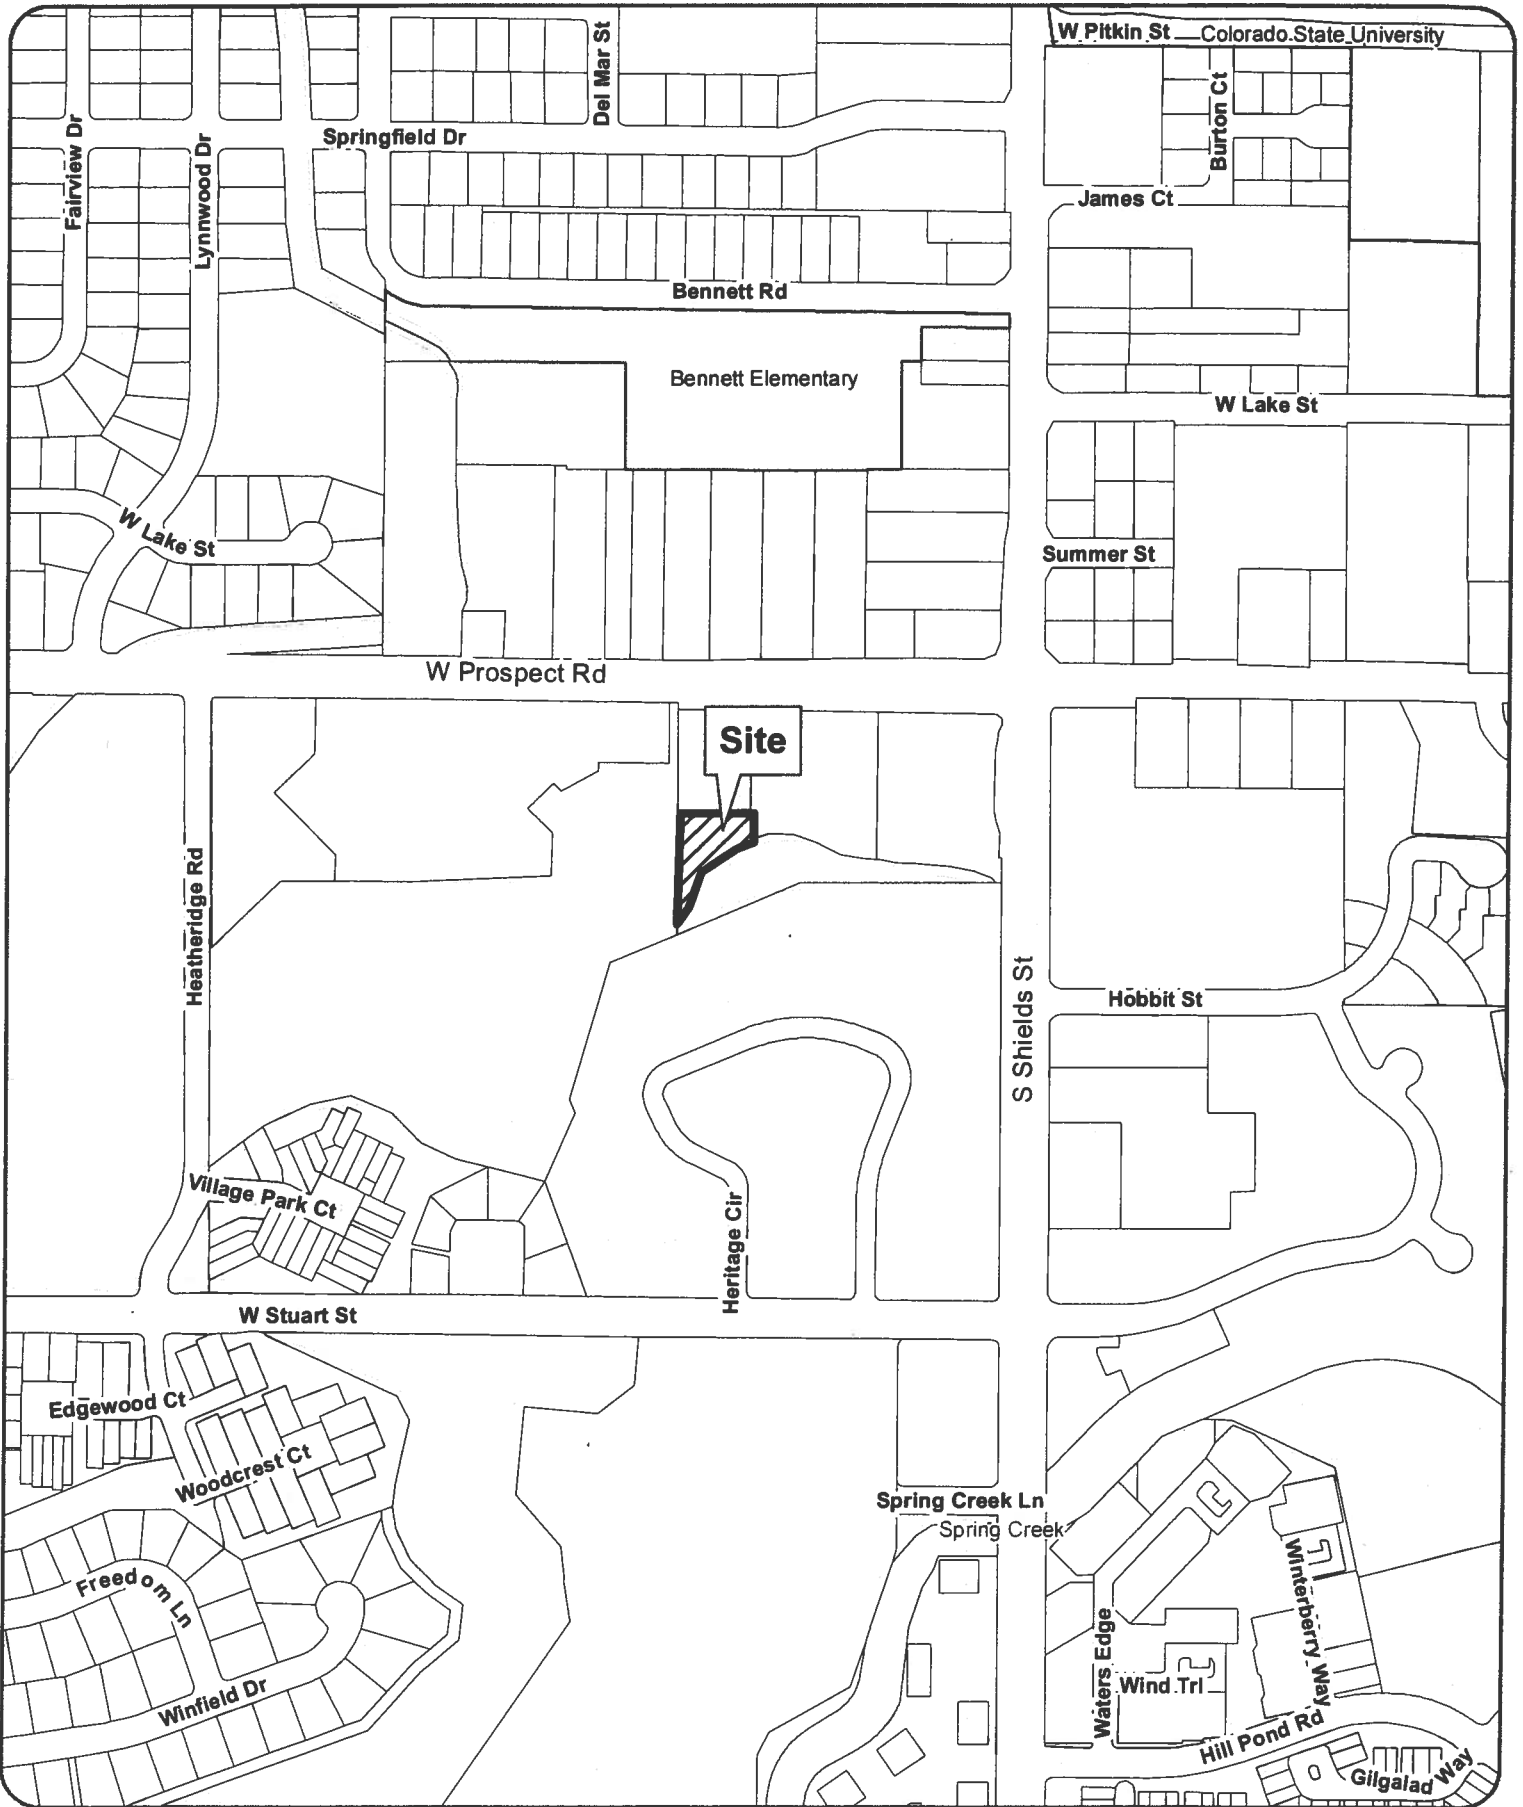 W Pitkin St
Colorado State University
Del Mar St
Burton Ct
Springfield Dr
Fairview Dr
Lynnwood Dr
James Ct
Bennett Rd
Bennett Elementary
W Lake St
W Lake St
Summer St
W Prospect Rd
Site
Heatheridge Rd
S Shields St
Hobbit St
Village Park Ct
Heritage Cir
W Stuart St
Edgewood Ct
Woodcrest Ct
Spring Creek Ln
Spring Creek
Freedom Ln
Winterberry Way
Waters Edge
Wind Trl
Winfield Dr
Hill Pond Rd
Gilgalad Way